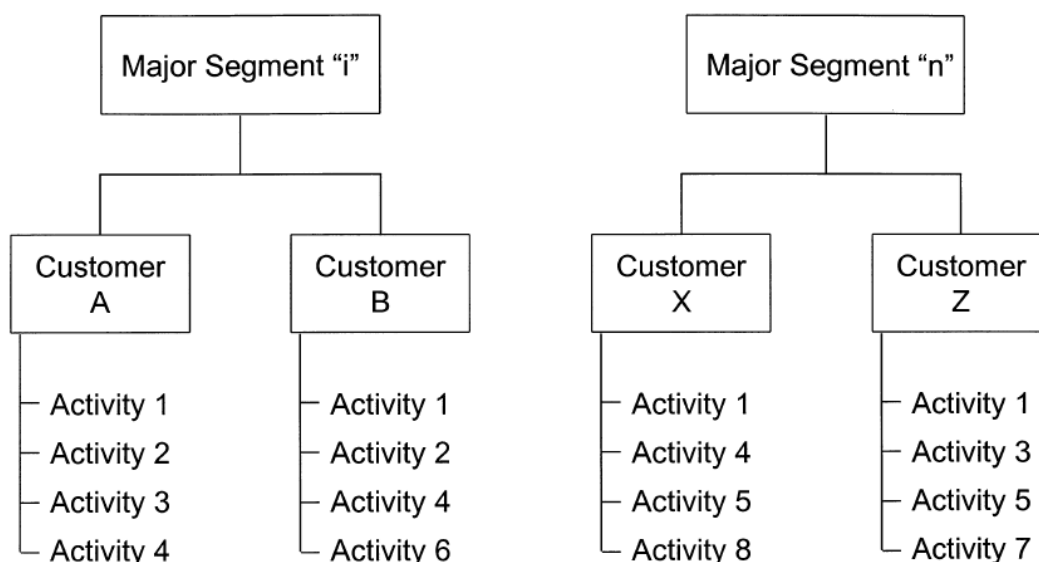 Major Segment “i”
Major Segment “n”
Customer
A
Customer
B
Customer
X
Customer
Z
Activity 1
Activity 2
Activity 3
Activity 4
Activity 1
Activity 2
Activity 4
Activity 6
Activity 1
Activity 4
Activity 5
Activity 8
Activity 1
Activity 3
Activity 5
Activity 7